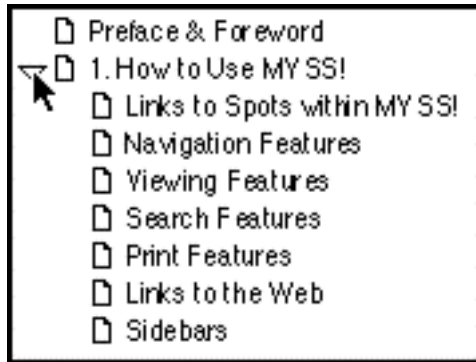 Preface & Foreword
1. How to Use MY SS!
Links to Spots within MY SS!
Navigation Features
Viewing Features
Search Features
Print Features
Links to the Web
Sidebars